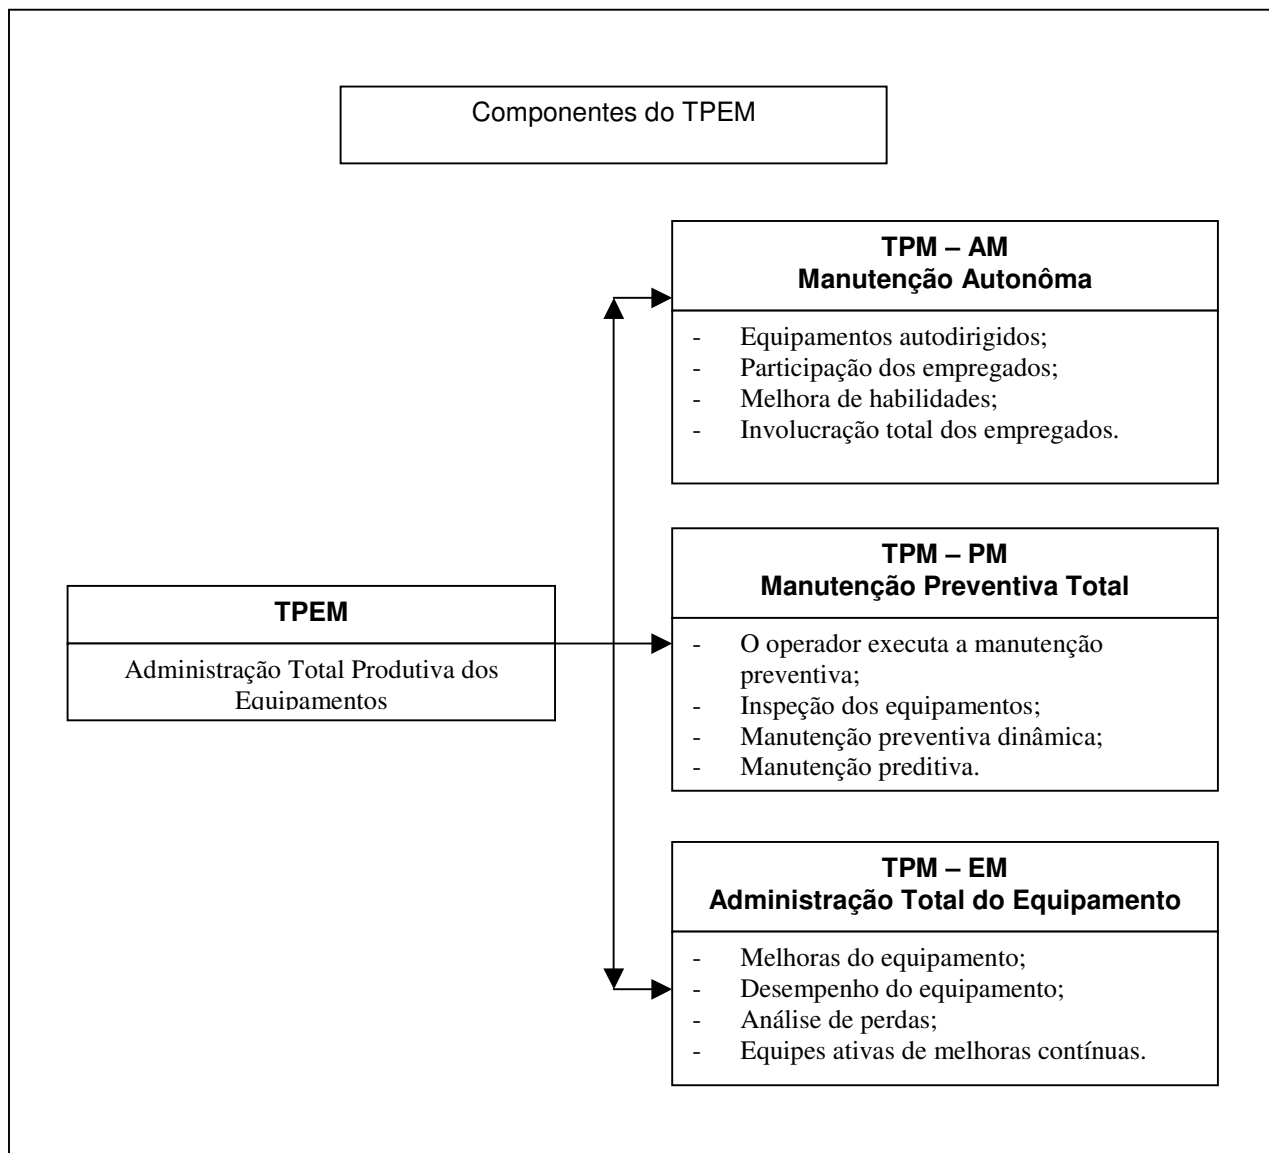 Componentes do TPEM
TPM – AM
Manutenção Autonôma
- Equipamentos autodirigidos;
- Participação dos empregados;
- Melhora de habilidades;
- Involucração total dos empregados.
TPM – PM
Manutenção Preventiva Total
- O operador executa a manutenção
preventiva;
- Inspeção dos equipamentos;
- Manutenção preventiva dinâmica;
- Manutenção preditiva.
TPEM
Administração Total Produtiva dos
Equipamentos
TPM – EM
Administração Total do Equipamento
- Melhoras do equipamento;
- Desempenho do equipamento;
- Análise de perdas;
- Equipes ativas de melhoras contínuas.